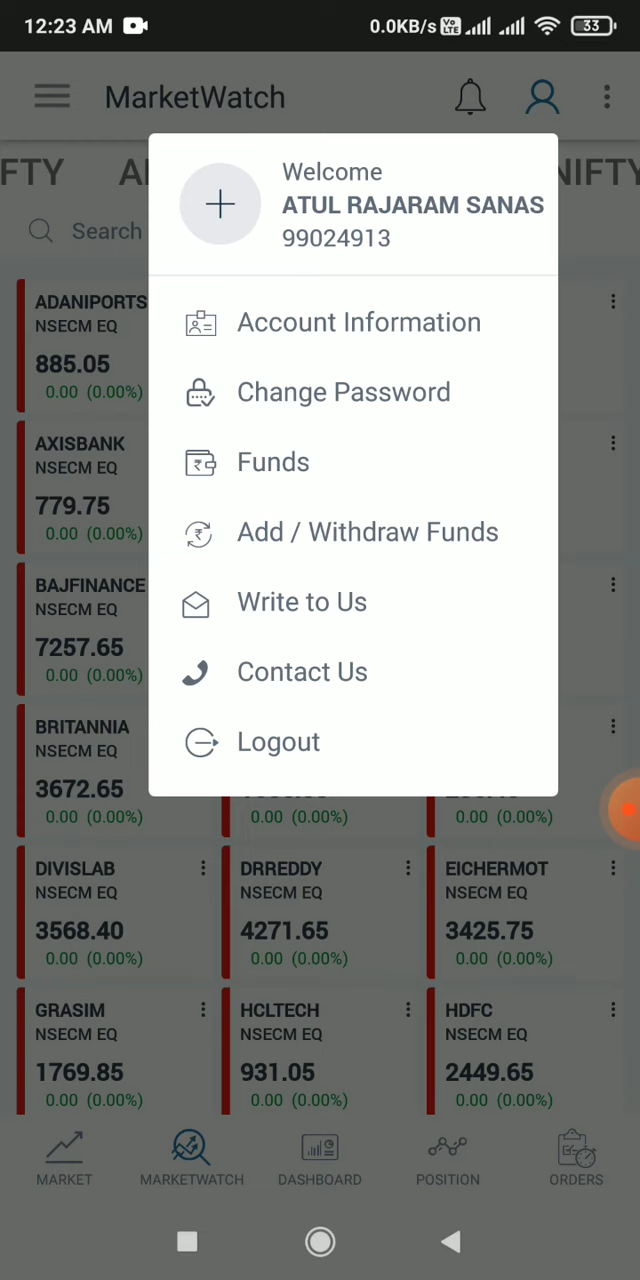 12:23 AM
0.0KB/s Vo LTE 33
MarketWatch
FTY
NIFTY
Search
Welcome
ATUL RAJARAM SANAS
99024913
Account Information
Change Password
Funds
Add / Withdraw Funds
Write to Us
Contact Us
Logout
ADANIPORTS
NSECM EQ
885.05
0.00 (0.00%)
AXISBANK
NSECM EQ
779.75
0.00 (0.00%)
BAJFINANCE
NSECM EQ
7257.65
0.00 (0.00%)
BRITANNIA
NSECM EQ
3672.65
0.00 (0.00%) 0.00 (0.00%) 0.00 (0.00%)
DIVISLAB DRREDDY EICHERMOT
NSECM EQ NSECM EQ NSECM EQ
3568.40 4271.65 3425.75
0.00 (0.00%) 0.00 (0.00%) 0.00 (0.00%)
GRASIM HCLTECH HDFC
NSECM EQ NSECM EQ NSECM EQ
1769.85 931.05 2449.65
0.00 (0.00%) 0.00 (0.00%) 0.00 (0.00%)
MARKET MARKETWATCH DASHBOARD POSITION ORDERS